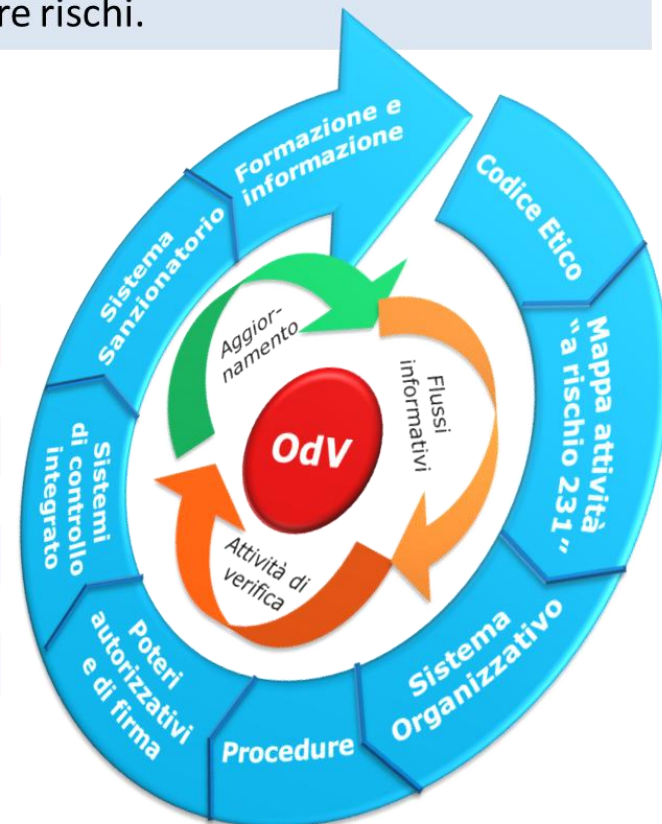 re rischi.
Formazione e
informazione
Codice Etico
Mappa attività
"a rischio 231"
Sistema
Organizzativo
Procedure
Poteri
autorizzativi
e di firma
Sistemi
di controllo
integrato
Sistema
Sanzionatorio
Aggior-
namento
Flussi
informativi
Attività di
verifica
OdV